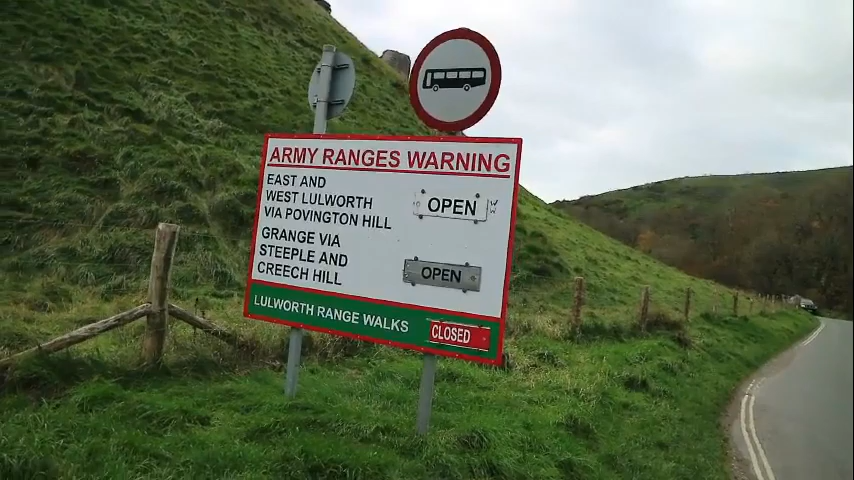 ARMY RANGES WARNING
EAST AND
WEST LULWORTH
VIA POVINGTON HILL
OPEN
GRANGE VIA
STEEPLE AND
CREECH HILL
OPEN
LULWORTH RANGE WALKS
CLOSED